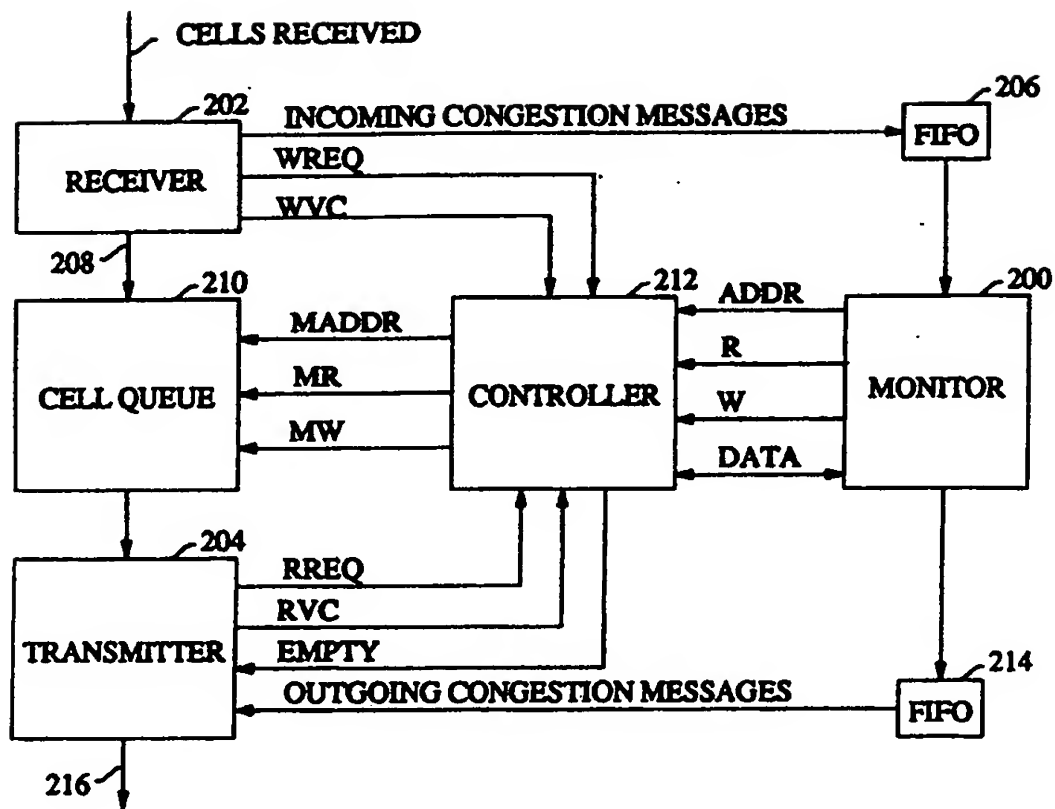 CELLS RECEIVED
202
INCOMING CONGESTION MESSAGES
206
FIFO
WREQ
RECEIVER
WVC
208
210
212
ADDR
200
MADDR
R
MR
CELL QUEUE
CONTROLLER
MONITOR
W
MW
DATA
204
RREQ
RVC
TRANSMITTER
EMPTY
214
OUTGOING CONGESTION MESSAGES
FIFO
216